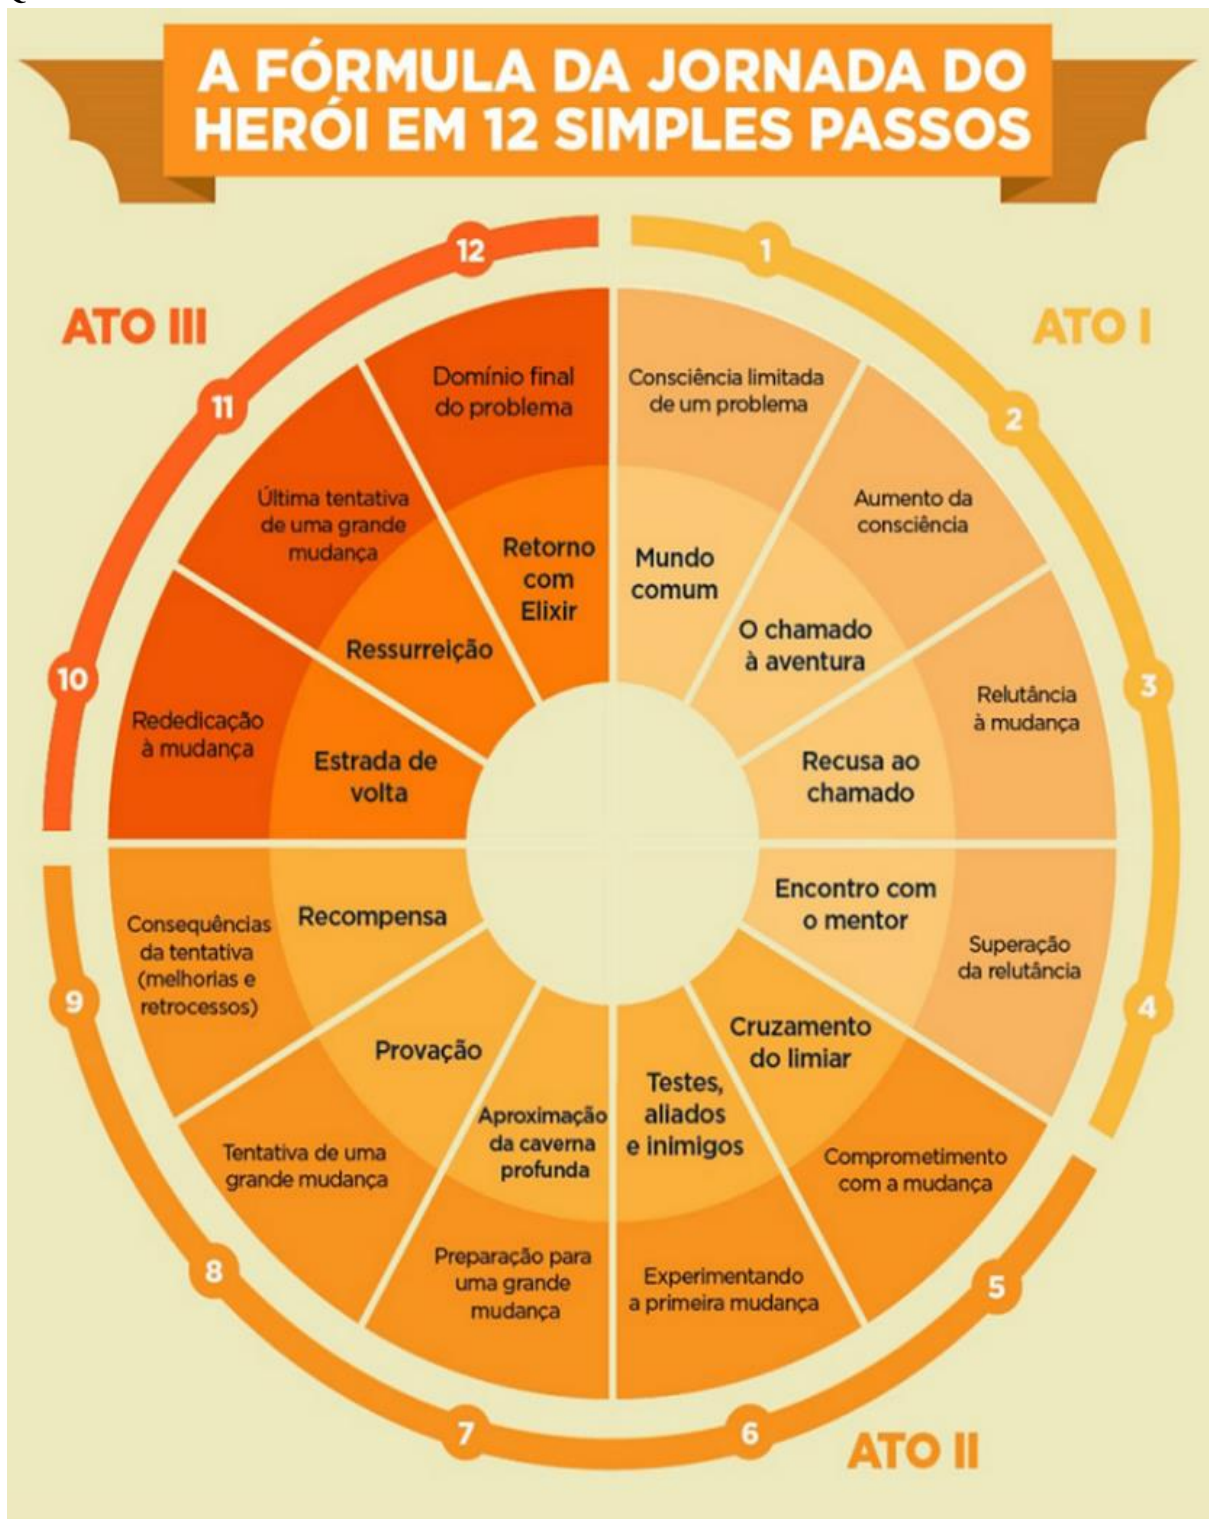 A FÓRMULA DA JORNADA DO
HERÓI EM 12 SIMPLES PASSOS
ATO I
1
Consciência limitada
de um problema
Mundo
comum
2
Aumento da
consciência
O chamado
à aventura
3
Relutância
à mudança
Recusa ao
chamado
4
Superação
da relutância
Encontro com
o mentor
ATO II
5
Comprometimento
com a mudança
Cruzamento
do limiar
6
Experimentando
a primeira mudança
Testes,
aliados
e inimigos
7
Preparação para
uma grande
mudança
Aproximação
da caverna
profunda
8
Tentativa de uma
grande mudança
Provação
9
Consequências
da tentativa
(melhorias e
retrocessos)
Recompensa
ATO III
10
Rededicação
à mudança
Estrada de
volta
11
Última tentativa
de uma grande
mudança
Ressurreição
12
Domínio final
do problema
Retorno
com
Elixir